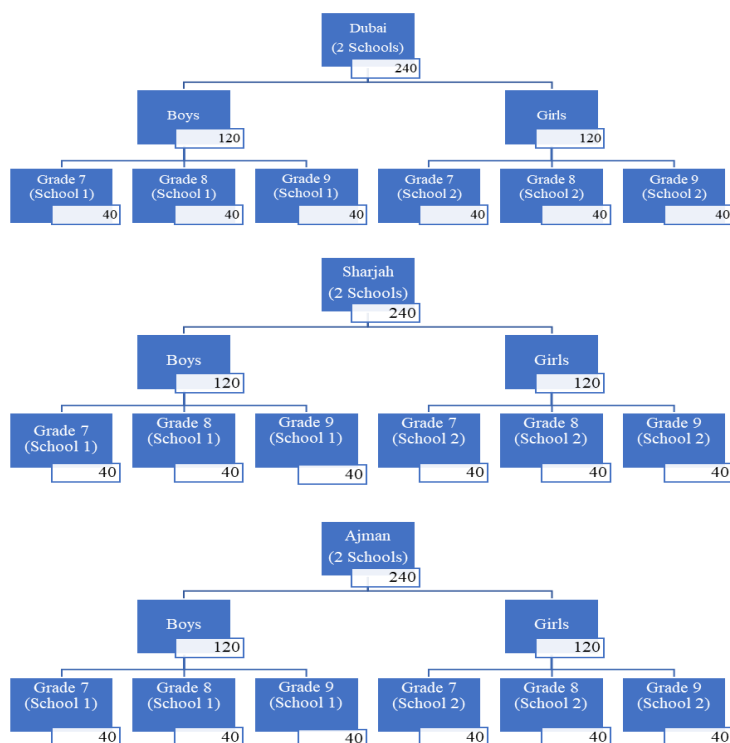 Dubai
(2 Schools)
240
Boys
120
Girls
120
Grade 7
(School 1)
40
Grade 8
(School 1)
40
Grade 9
(School 1)
40
Grade 7
(School 2)
40
Grade 8
(School 2)
40
Grade 9
(School 2)
40
Sharjah
(2 Schools)
240
Boys
120
Girls
120
Grade 7
(School 1)
40
Grade 8
(School 1)
40
Grade 9
(School 1)
40
Grade 7
(School 2)
40
Grade 8
(School 2)
40
Grade 9
(School 2)
40
Ajman
(2 Schools)
240
Boys
120
Girls
120
Grade 7
(School 1)
40
Grade 8
(School 1)
40
Grade 9
(School 1)
40
Grade 7
(School 2)
40
Grade 8
(School 2)
40
Grade 9
(School 2)
40